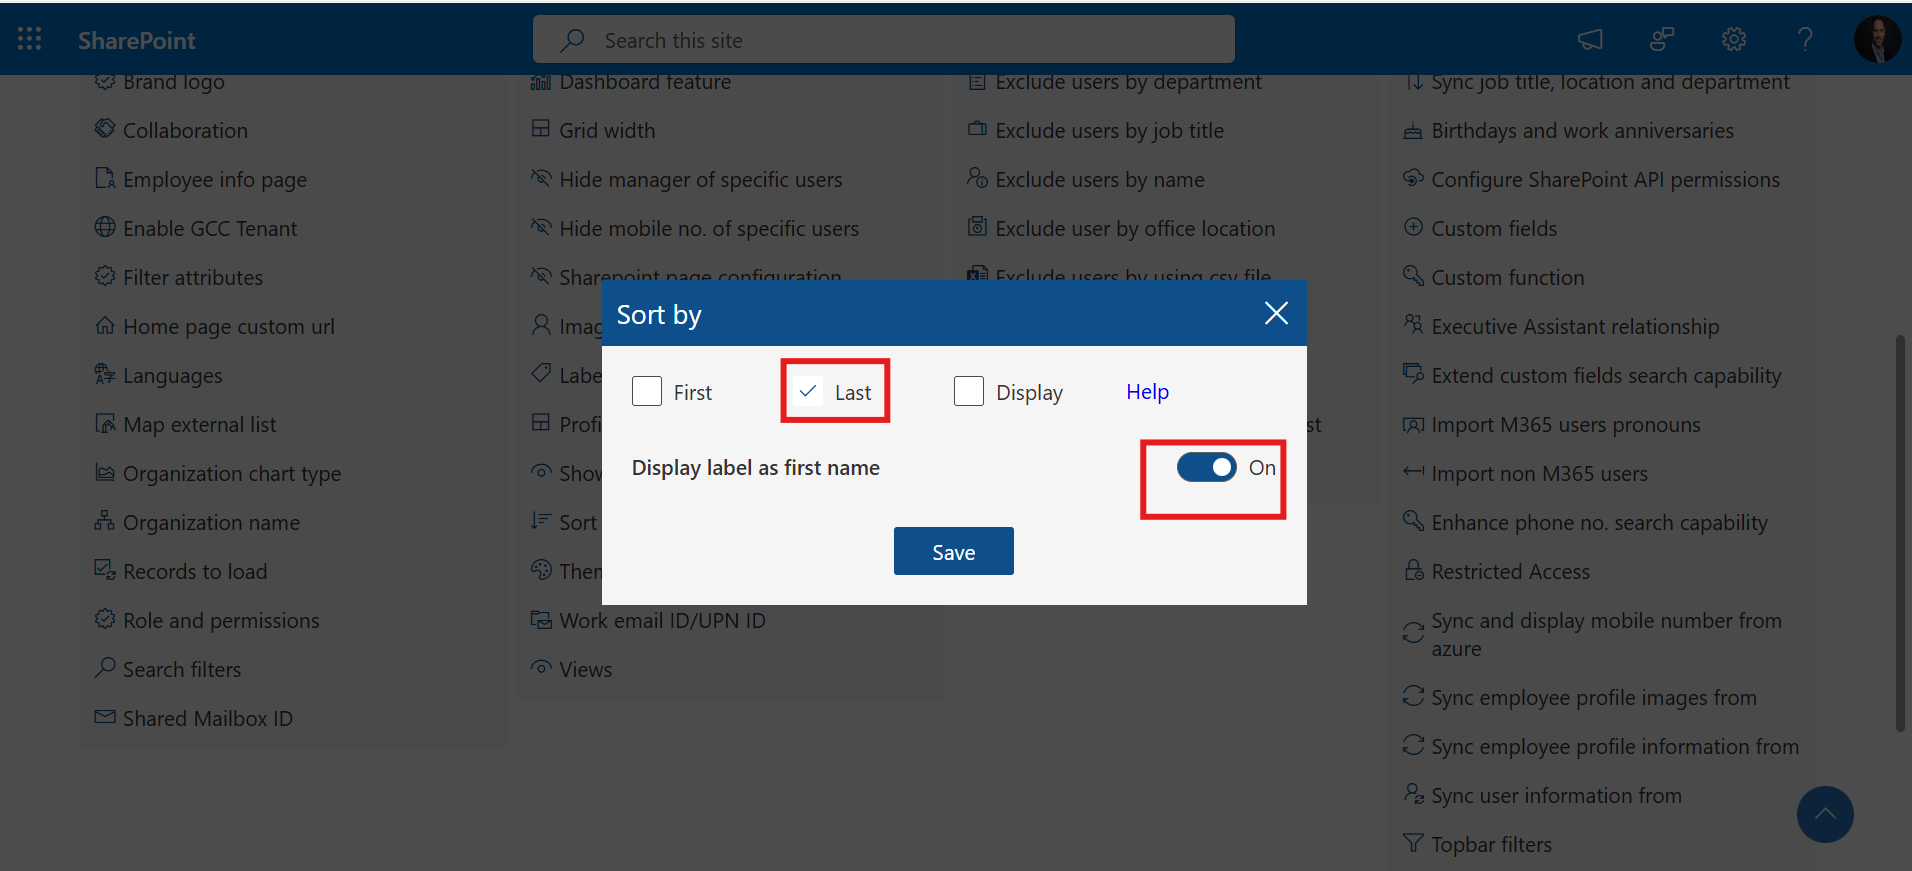 SharePoint
Search this site
Brand logo
Collaboration
Employee info page
Enable GCC Tenant
Filter attributes
Home page custom url
Languages
Map external list
Organization chart type
Organization name
Records to load
Role and permissions
Search filters
Shared Mailbox ID
Dashboard feature
Grid width
Hide manager of specific users
Hide mobile no. of specific users
Sharepoint page configuration
Imag
Labe
Profi
Show
Sort
Then
Work email ID/UPN ID
Views
Exclude users by department
Exclude users by job title
Exclude users by name
Exclude user by office location
Exclude users by using csv file
st
Sync job title, location and department
Birthdays and work anniversaries
Configure SharePoint API permissions
Custom fields
Custom function
Executive Assistant relationship
Extend custom fields search capability
Import M365 users pronouns
Import non M365 users
Enhance phone no. search capability
Restricted Access
Sync and display mobile number from
azure
Sync employee profile images from
Sync employee profile information from
Sync user information from
Topbar filters
Sort by
First
Last
Display
Help
Display label as first name
On
Save